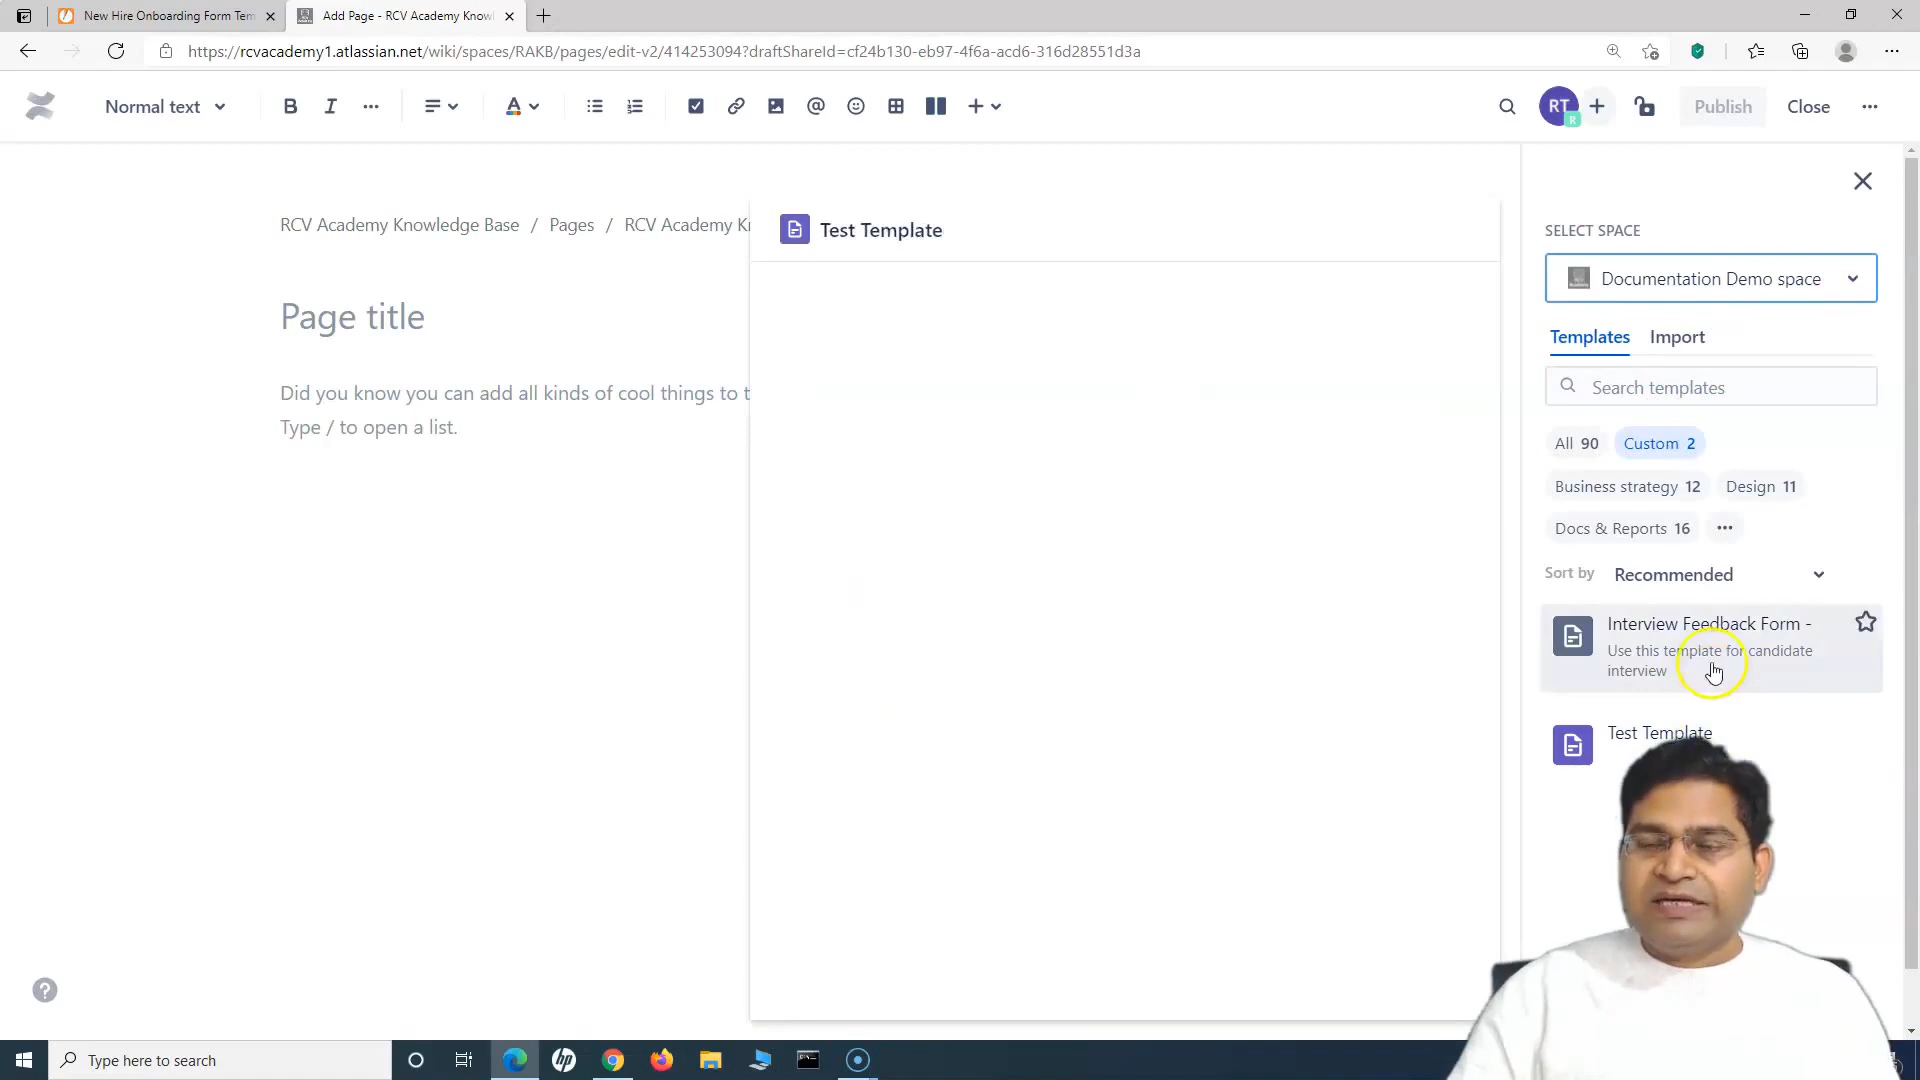 New Hire Onboarding Form Tem
Add Page - RCV Academy Knowl
https://rcvacademy1.atlassian.net/wiki/spaces/RAKB/pages/edit-v2/414253094?draftShareId=cf24b130-eb97-4f6a-acd6-316d28551d3a
Normal text
B I
A
@
RT
R
Publish
Close
RCV Academy Knowledge Base / Pages / RCV Academy K
Page title
Did you know you can add all kinds of cool things to t
Type / to open a list.
Test Template
SELECT SPACE
Documentation Demo space
Templates Import
Search templates
All 90 Custom 2
Business strategy 12 Design 11
Docs & Reports 16
Sort by Recommended
Interview Feedback Form -
Use this template for candidate
interview
Test Template
?
Type here to search
hp